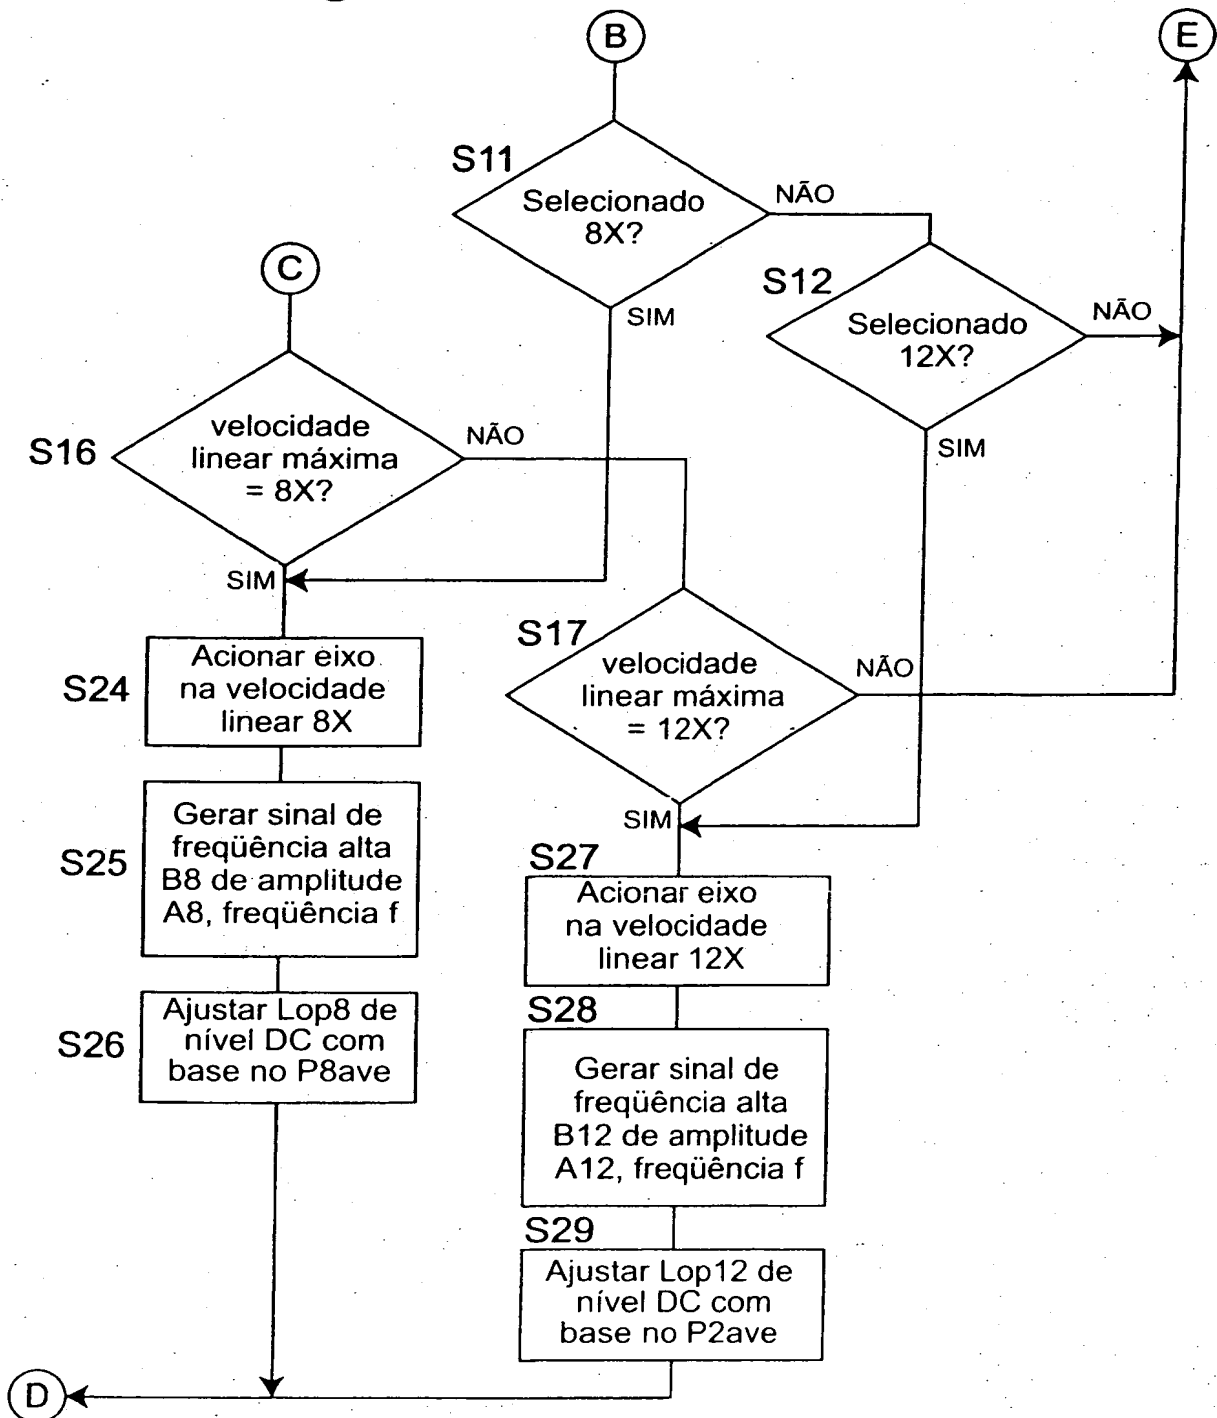 B
E
S11
Selecionado
8X?
NÃO
SIM
C
S12
Selecionado
12X?
NÃO
SIM
S16
velocidade
linear máxima
= 8X?
NÃO
SIM
S17
velocidade
linear máxima
= 12X?
NÃO
SIM
S24
Acionar eixo
na velocidade
linear 8X
S25
Gerar sinal de
freqüência alta
B8 de amplitude
A8, freqüência f
S26
Ajustar Lop8 de
nível DC com
base no P8ave
S27
Acionar eixo
na velocidade
linear 12X
S28
Gerar sinal de
freqüência alta
B12 de amplitude
A12, freqüência f
S29
Ajustar Lop12 de
nível DC com
base no P2ave
D